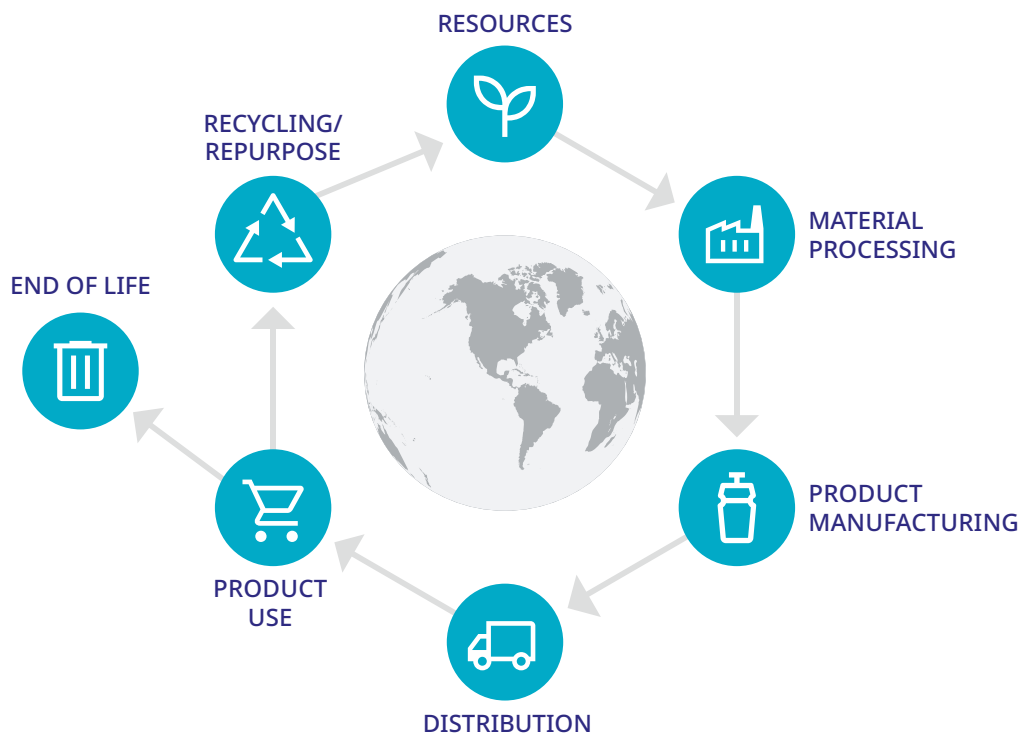 RESOURCES
RECYCLING/
REPURPOSE
MATERIAL
PROCESSING
END OF LIFE
PRODUCT
MANUFACTURING
PRODUCT
USE
DISTRIBUTION